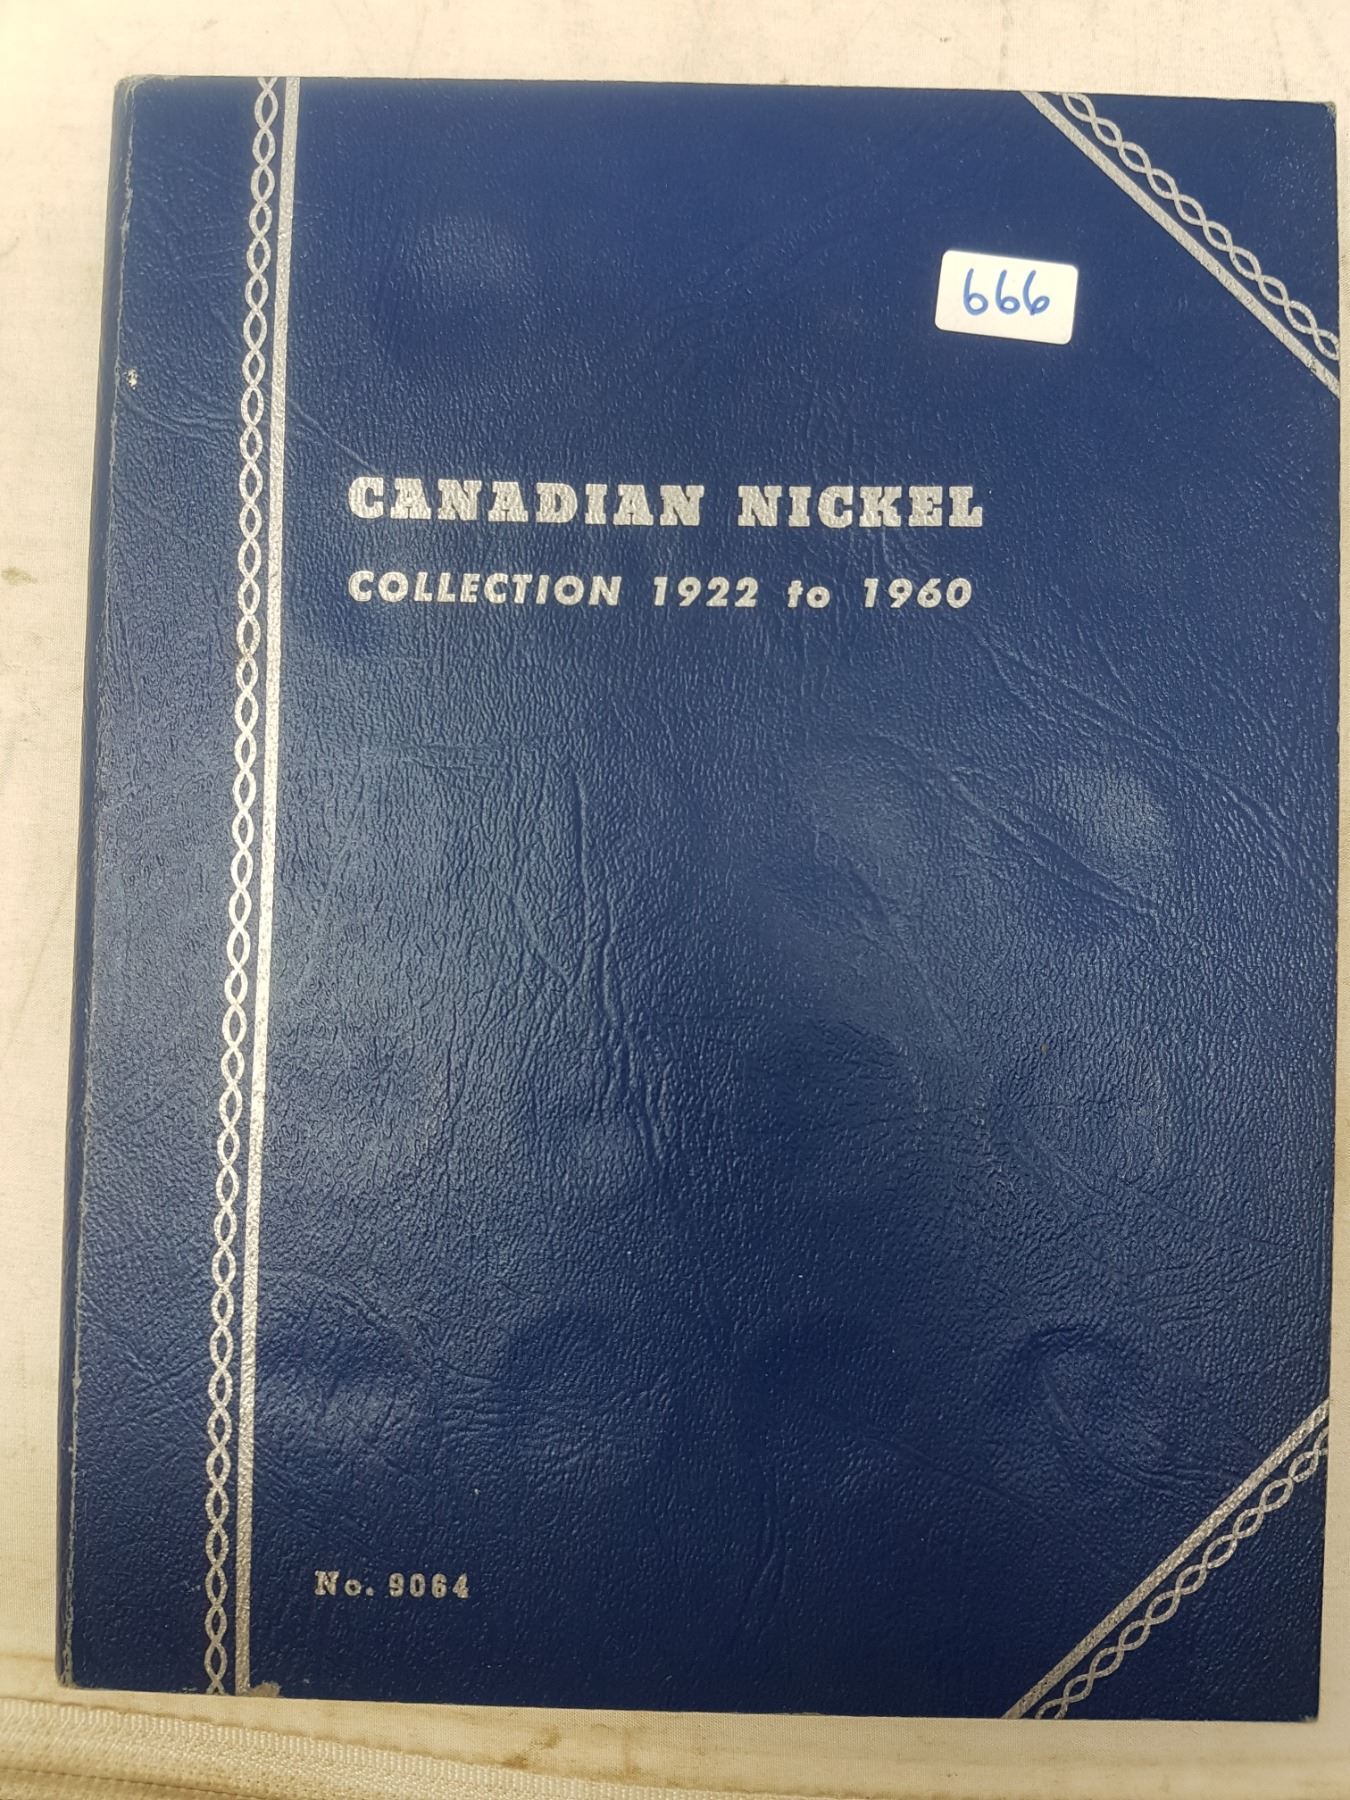 666
CANADIAN NICKEL
COLLECTION 1922 to 1960
No. 9064